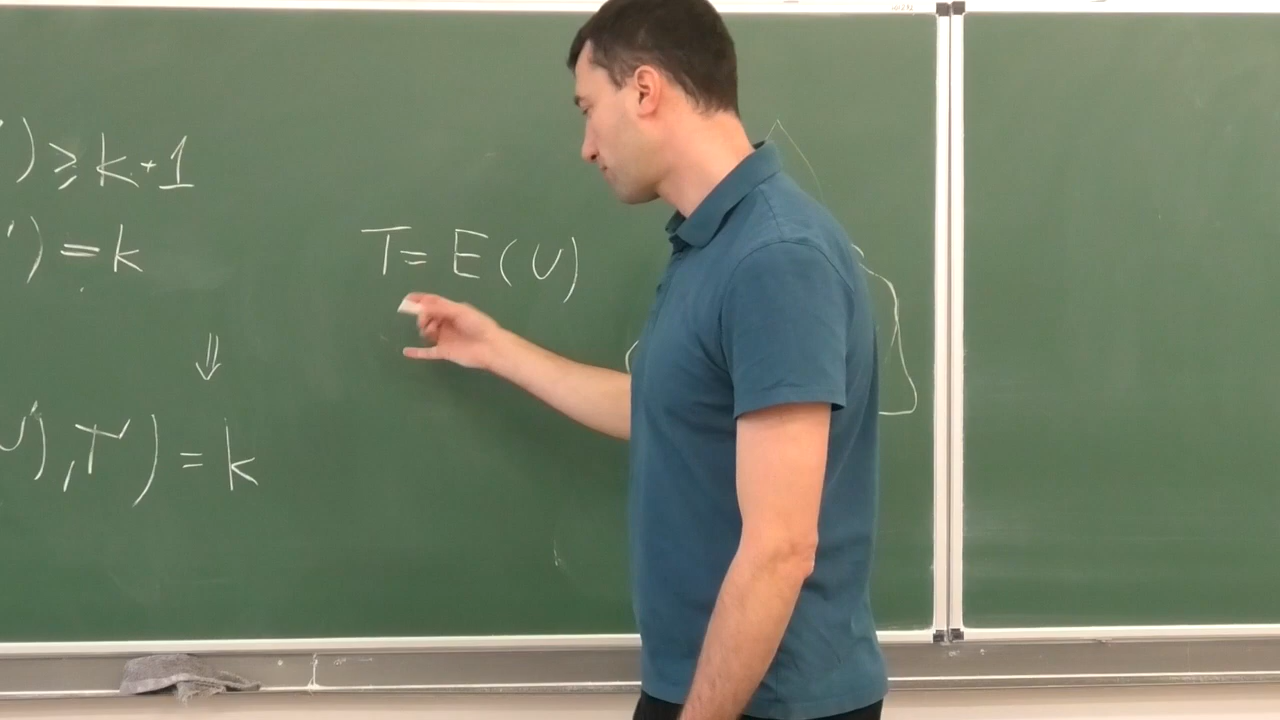 ') ≥ k+1
') = k
T = E(U)
⇓
U'), T') = k